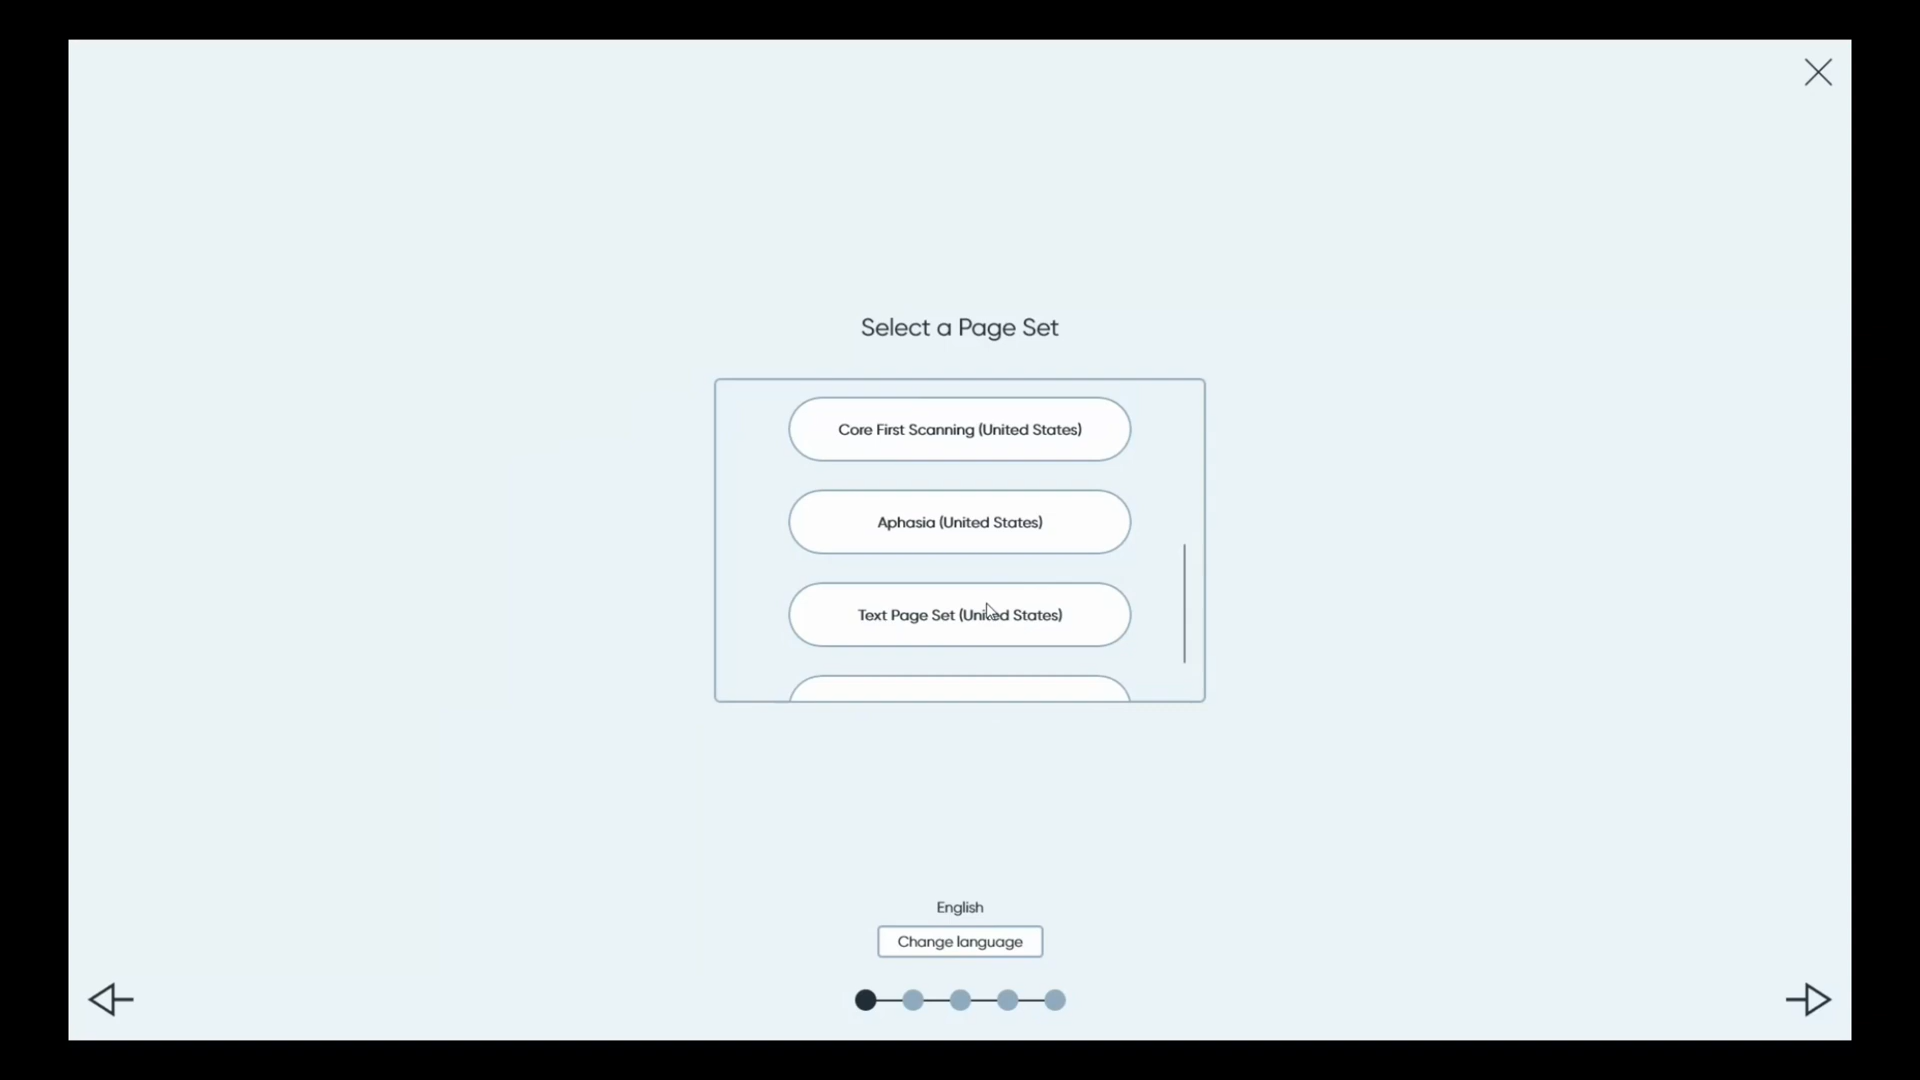 Select a Page Set
Core First Scanning (United States)
Aphasia (United States)
Text Page Set (United States)
English
Change language